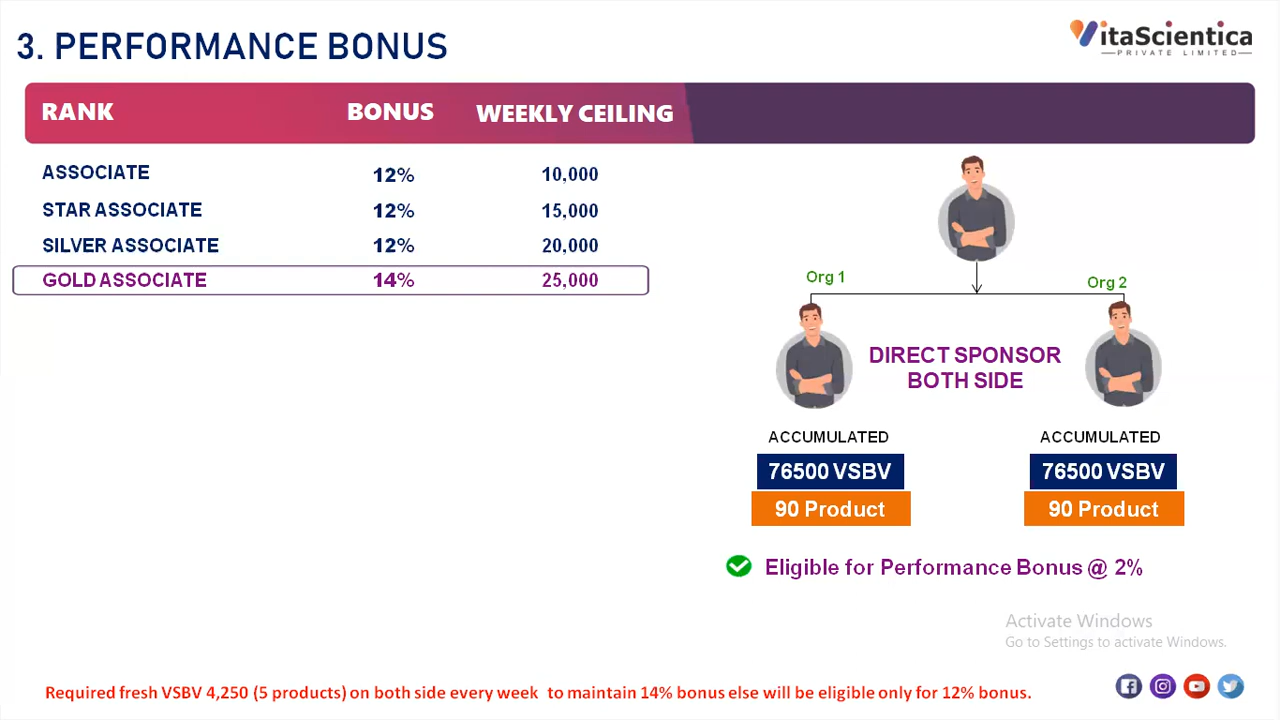 3. PERFORMANCE BONUS
VitaScientica
PRIVATE LIMITED
RANK BONUS WEEKLY CEILING
ASSOCIATE 12% 10,000
STAR ASSOCIATE 12% 15,000
SILVER ASSOCIATE 12% 20,000
GOLD ASSOCIATE 14% 25,000
Org 1 Org 2
DIRECT SPONSOR
BOTH SIDE
ACCUMULATED ACCUMULATED
76500 VSBV 76500 VSBV
90 Product 90 Product
Eligible for Performance Bonus @ 2%
Activate Windows
Go to Settings to activate Windows.
Required fresh VSBV 4,250 (5 products) on both side every week to maintain 14% bonus else will be eligible only for 12% bonus.